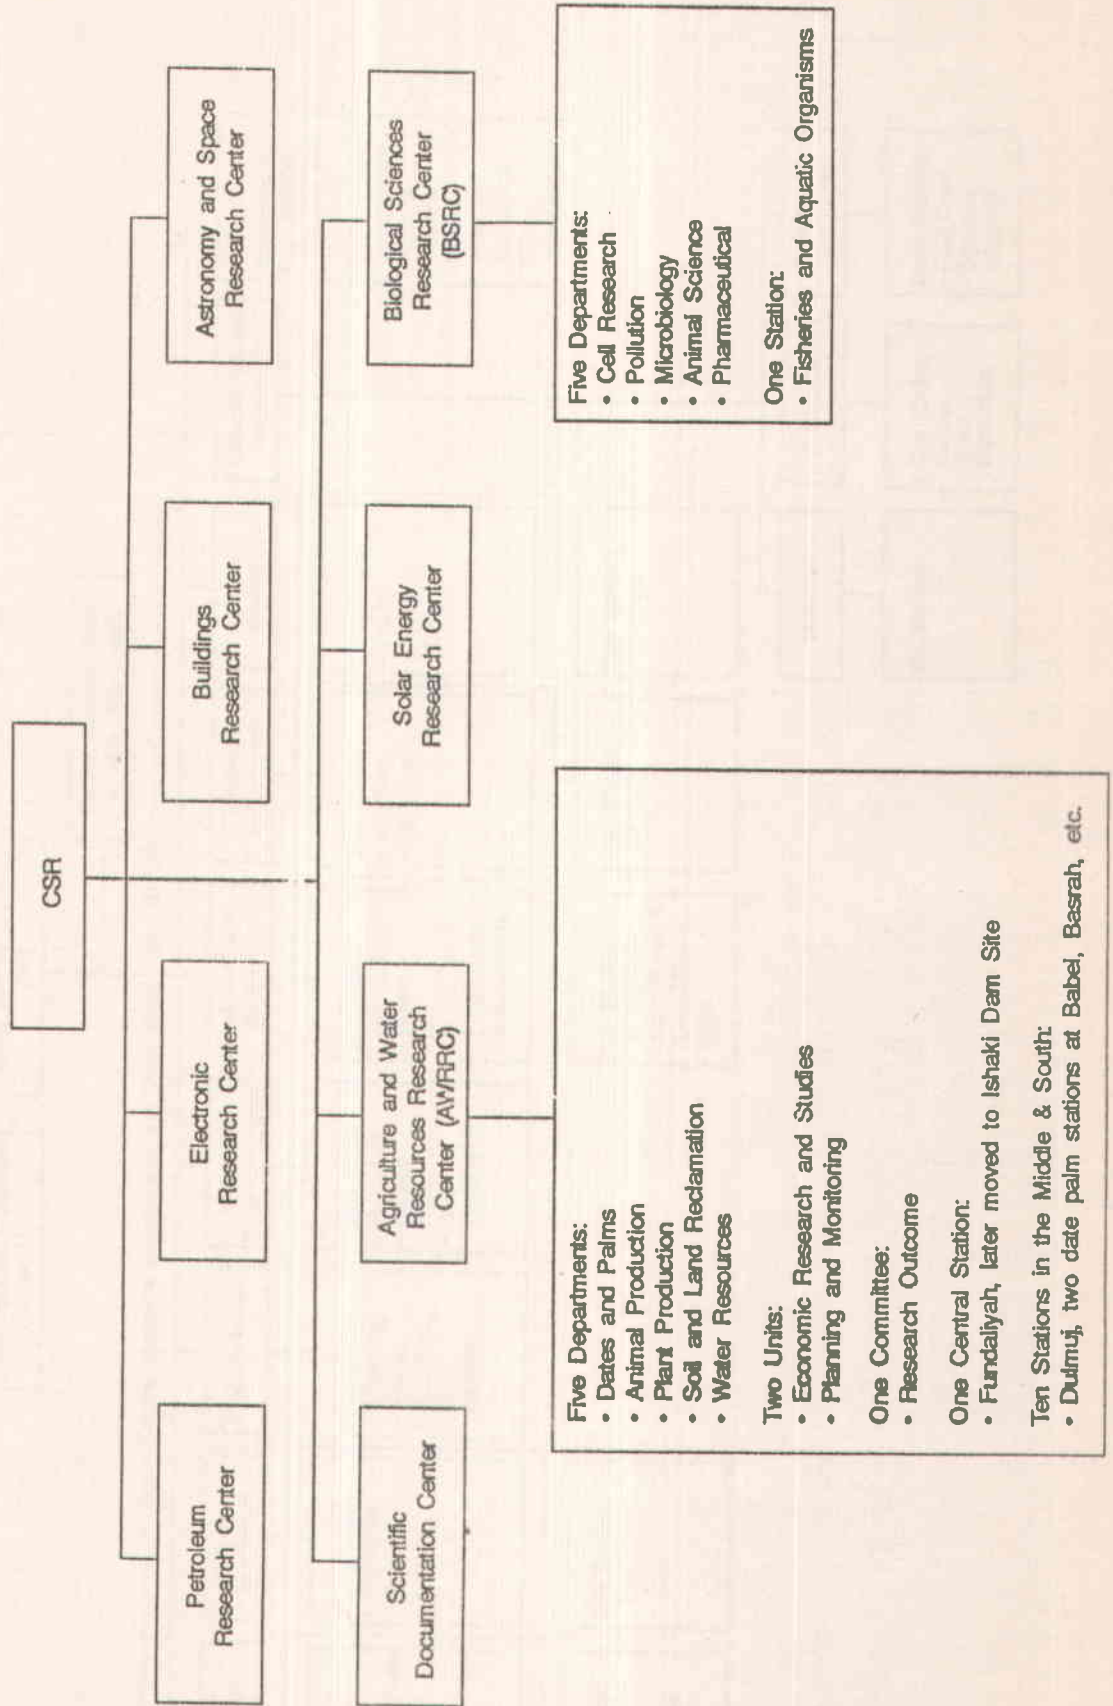 CSR
Petroleum
Research Center
Electronic
Research Center
Buildings
Research Center
Astronomy and Space
Research Center
Scientific
Documentation Center
Agriculture and Water
Resources Research
Center (AWRRC)
Solar Energy
Research Center
Biological Sciences
Research Center
(BSRC)
Five Departments:
• Dates and Palms
• Animal Production
• Plant Production
• Soil and Land Reclamation
• Water Resources
Two Units:
• Economic Research and Studies
• Planning and Monitoring
One Committee:
• Research Outcome
One Central Station:
• Fundaliyah, later moved to Ishaki Dam Site
Ten Stations in the Middle & South:
• Dulmuj, two date palm stations at Babel, Basrah, etc.
Five Departments:
• Cell Research
• Pollution
• Microbiology
• Animal Science
• Pharmaceutical
One Station:
• Fisheries and Aquatic Organisms